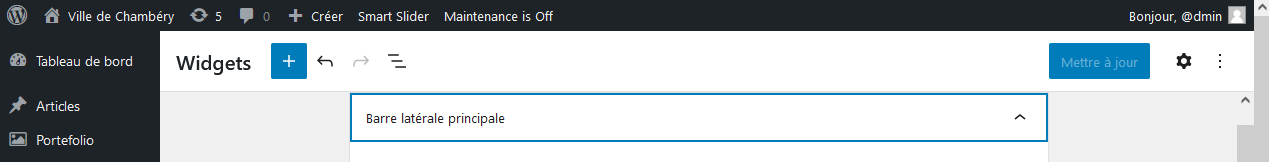 Ville de Chambéry 5 0 Créer Smart Slider Maintenance is Off Bonjour, @dmin
Tableau de bord
Widgets Mettre à jour
Articles
Barre latérale principale
Portefolio